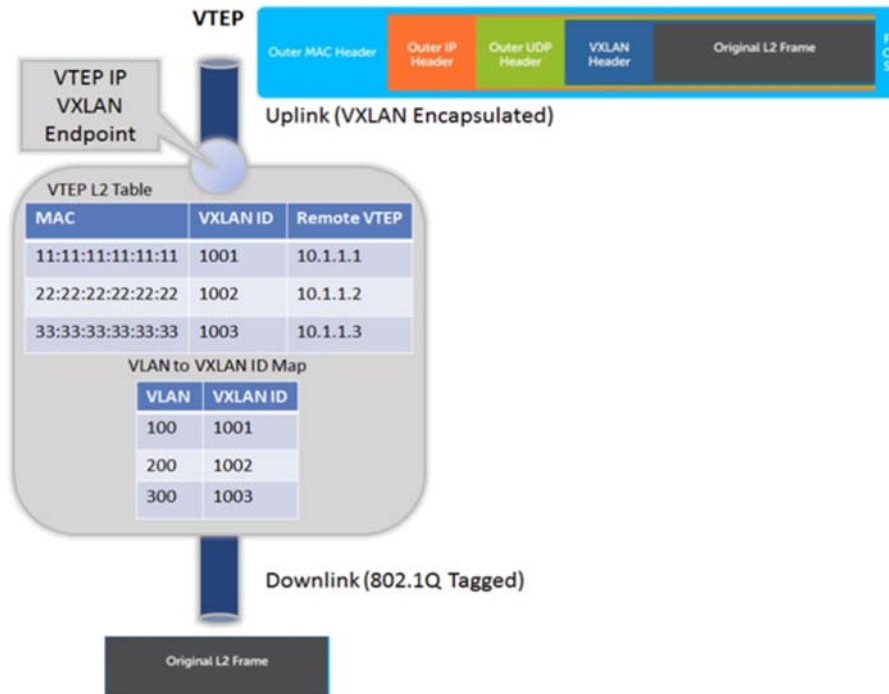 VTEP
Outer MAC Header
Outer IP
Header
Outer UDP
Header
VXLAN
Header
Original L2 Frame
VTEP IP
VXLAN
Endpoint
Uplink (VXLAN Encapsulated)
VTEP L2 Table
MAC VXLAN ID Remote VTEP
11:11:11:11:11:11 1001 10.1.1.1
22:22:22:22:22:22 1002 10.1.1.2
33:33:33:33:33:33 1003 10.1.1.3
VLAN to VXLAN ID Map
VLAN VXLAN ID
100 1001
200 1002
300 1003
Downlink (802.1Q Tagged)
Original L2 Frame